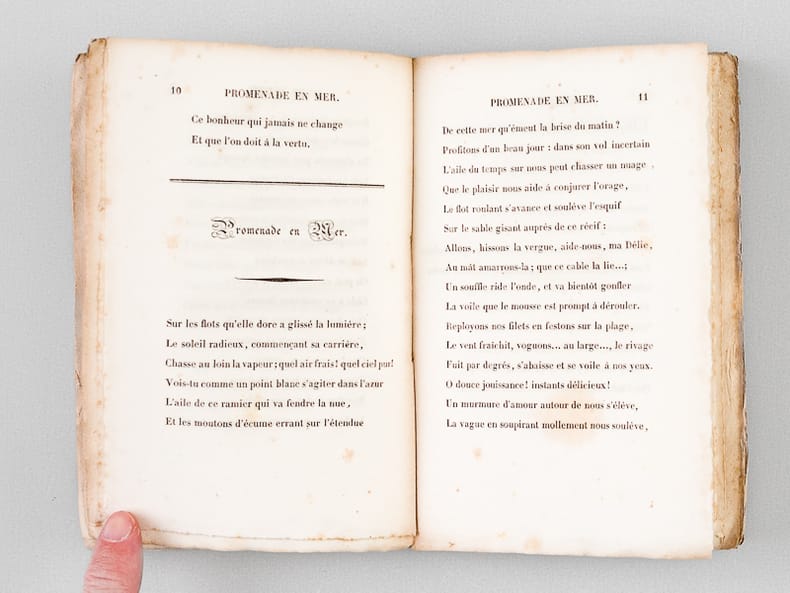 10 PROMENADE EN MER.
Ce bonheur qui jamais ne change
Et que l'on doit à la vertu.
Promenade en Mer.
Sur les flots qu'elle dore a glissé la lumière ;
Le soleil radieux, commençant sa carrière,
Chasse au loin la vapeur ; quel air frais ! quel ciel pur !
Vois-tu comme un point blanc s'agiter dans l'azur
L'aile de ce ramier qui va fendre la nue,
Et les moutons d'écume errant sur l'étendue
PROMENADE EN MER. 11
De cette mer qu'émeut la brise du matin ?
Profitons d'un beau jour : dans son vol incertain
L'aile du temps sur nous peut chasser un nuage .
Que le plaisir nous aide à conjurer l'orage,
Le flot roulant s'avance et soulève l'esquif
Sur le sable gisant auprès de ce récif :
Allons, hissons la vergue, aide-nous, ma Délie,
Au mât amarrons-la ; que ce cable la lie...;
Un souffle ride l'onde, et va bientôt gonfler
La voile que le mousse est prompt à dérouler.
Reployons nos filets en festons sur la plage,
Le vent fraîchit, voguons... au large..., le rivage
Fuit par degrés, s'abaisse et se voile à nos yeux.
O douce jouissance ! instants délicieux !
Un murmure d'amour autour de nous s'élève,
La vague en soupirant mollement nous soulève,